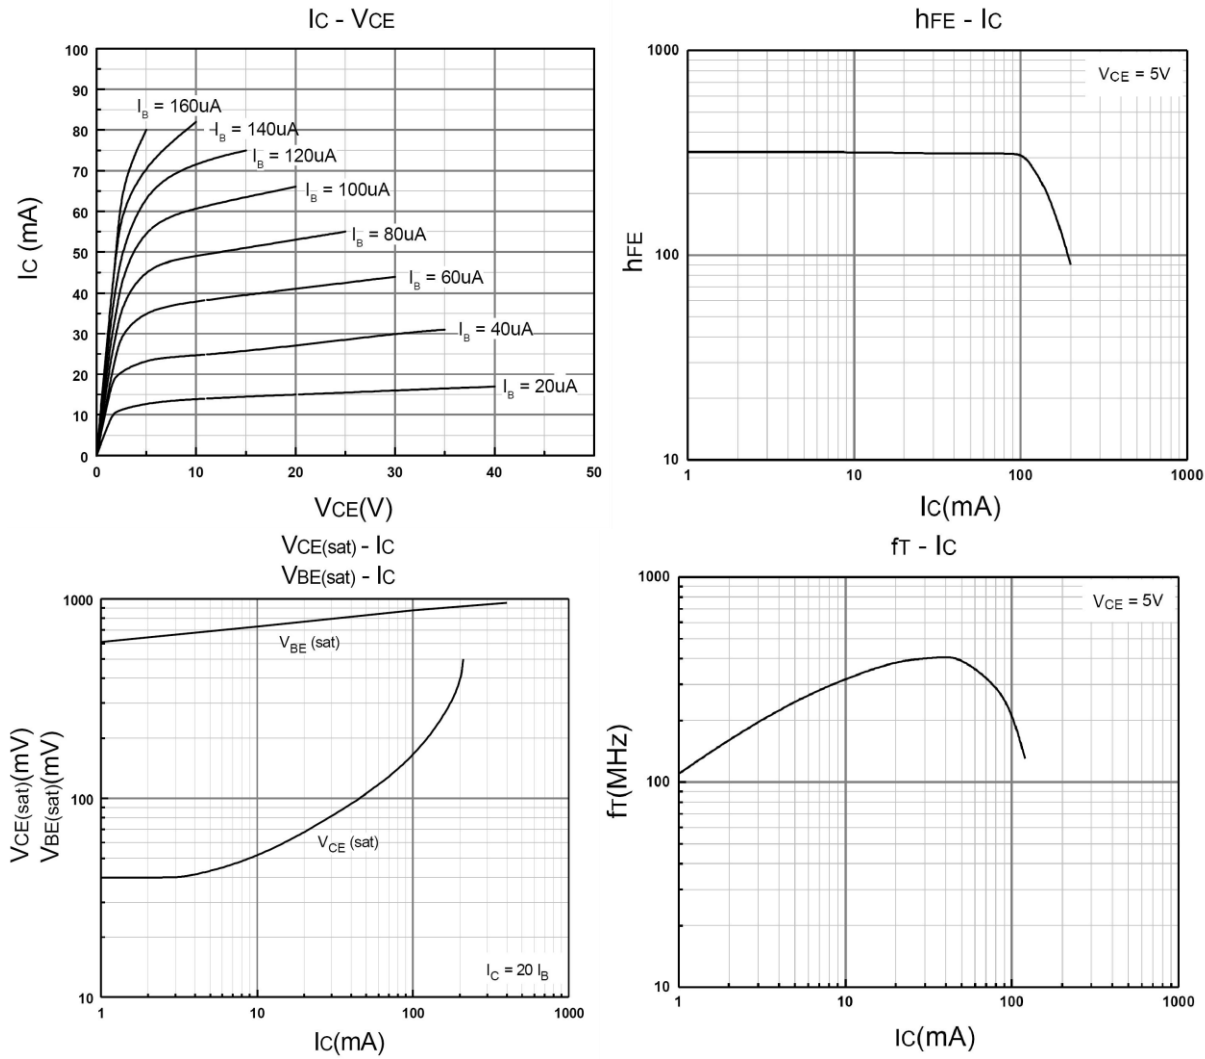 IC - VCE
100
90
80
70
60
50
40
30
20
10
0
IC (mA)
IB = 160uA
IB = 140uA
IB = 120uA
IB = 100uA
IB = 80uA
IB = 60uA
IB = 40uA
IB = 20uA
0 10 20 30 40 50
VCE(V)
hFE - IC
1000
100
10
hFE
VCE = 5V
1 10 100 1000
IC(mA)
VCE(sat) - IC
VBE(sat) - IC
1000
100
10
VCE(sat)(mV)
VBE(sat)(mV)
VBE (sat)
VCE (sat)
IC = 20 IB
1 10 100 1000
IC(mA)
fT - IC
1000
100
10
fT(MHz)
VCE = 5V
1 10 100 1000
IC(mA)